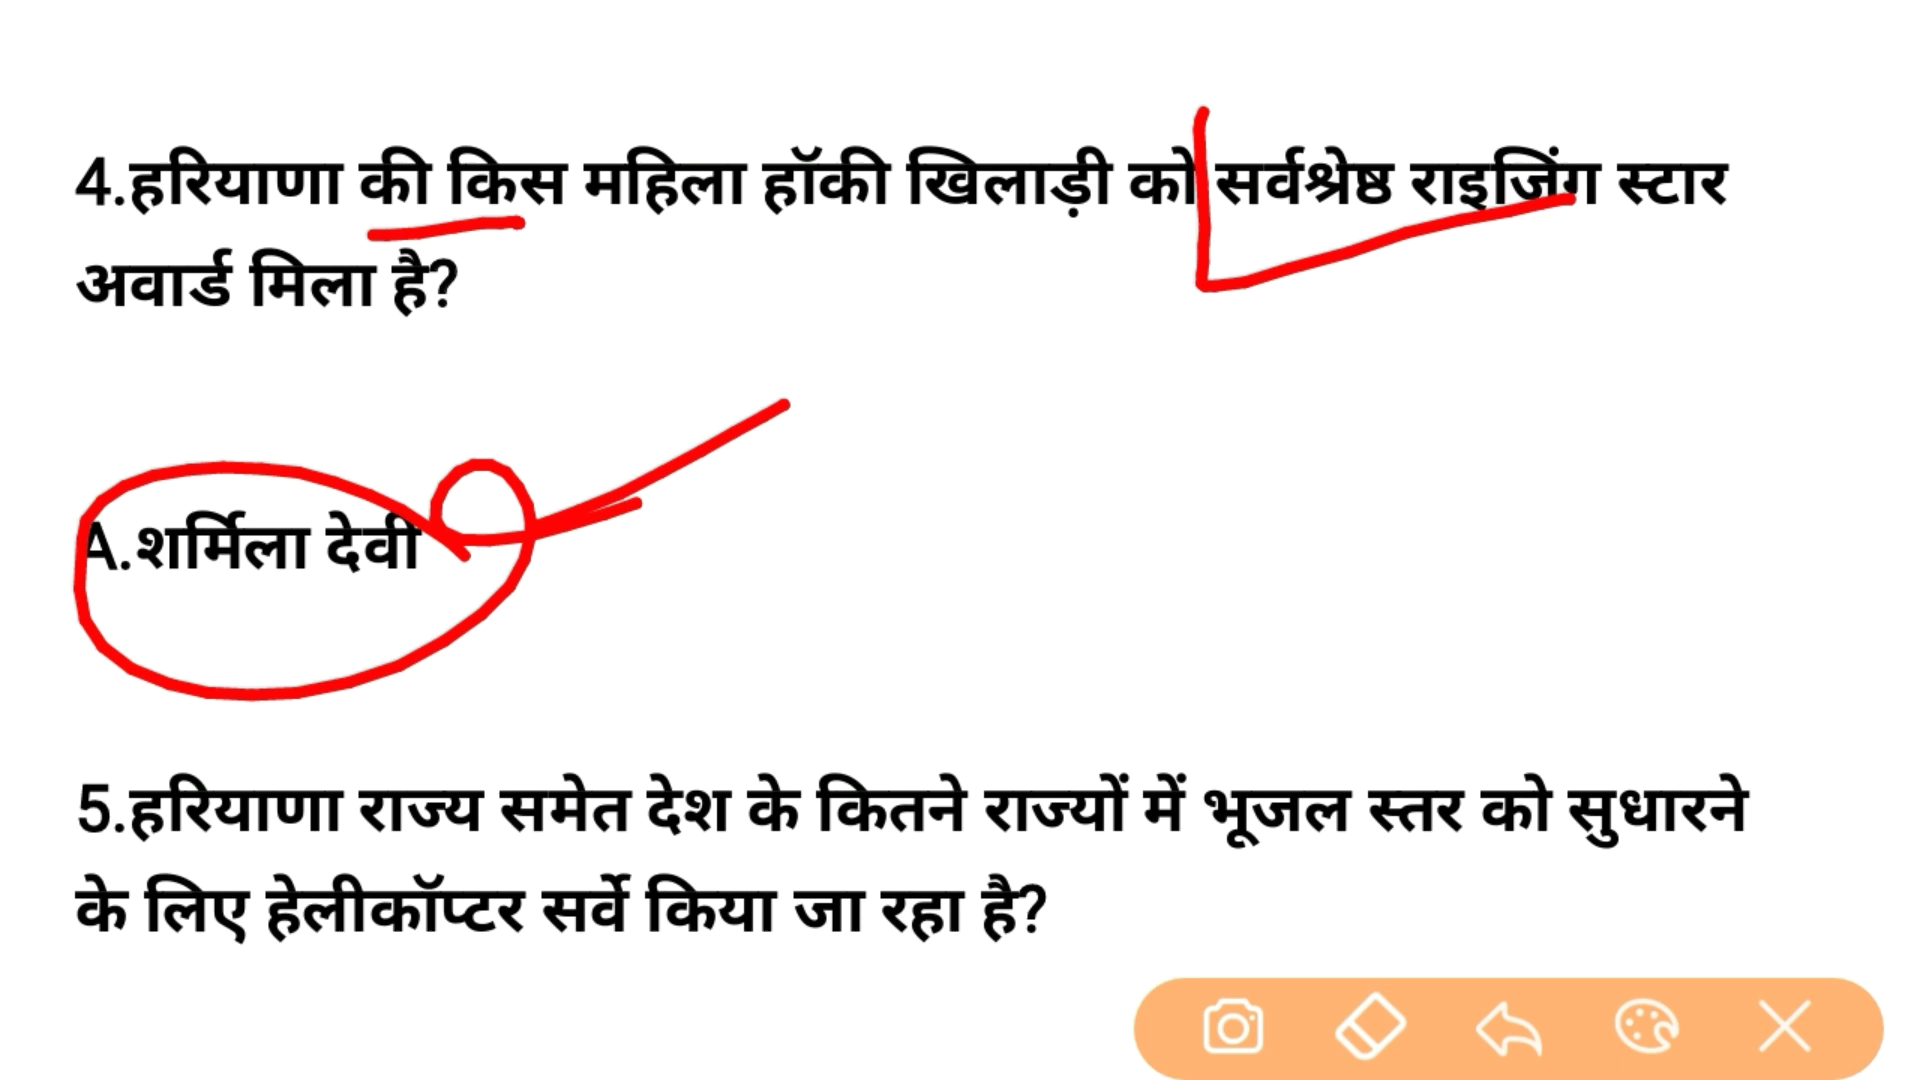 4.हरियाणा की किस महिला हॉकी खिलाड़ी को सर्वश्रेष्ठ राइजिंग स्टार
अवार्ड मिला है?
A.शर्मिला देवी
5.हरियाणा राज्य समेत देश के कितने राज्यों में भूजल स्तर को सुधारने
के लिए हेलीकॉप्टर सर्वे किया जा रहा है?